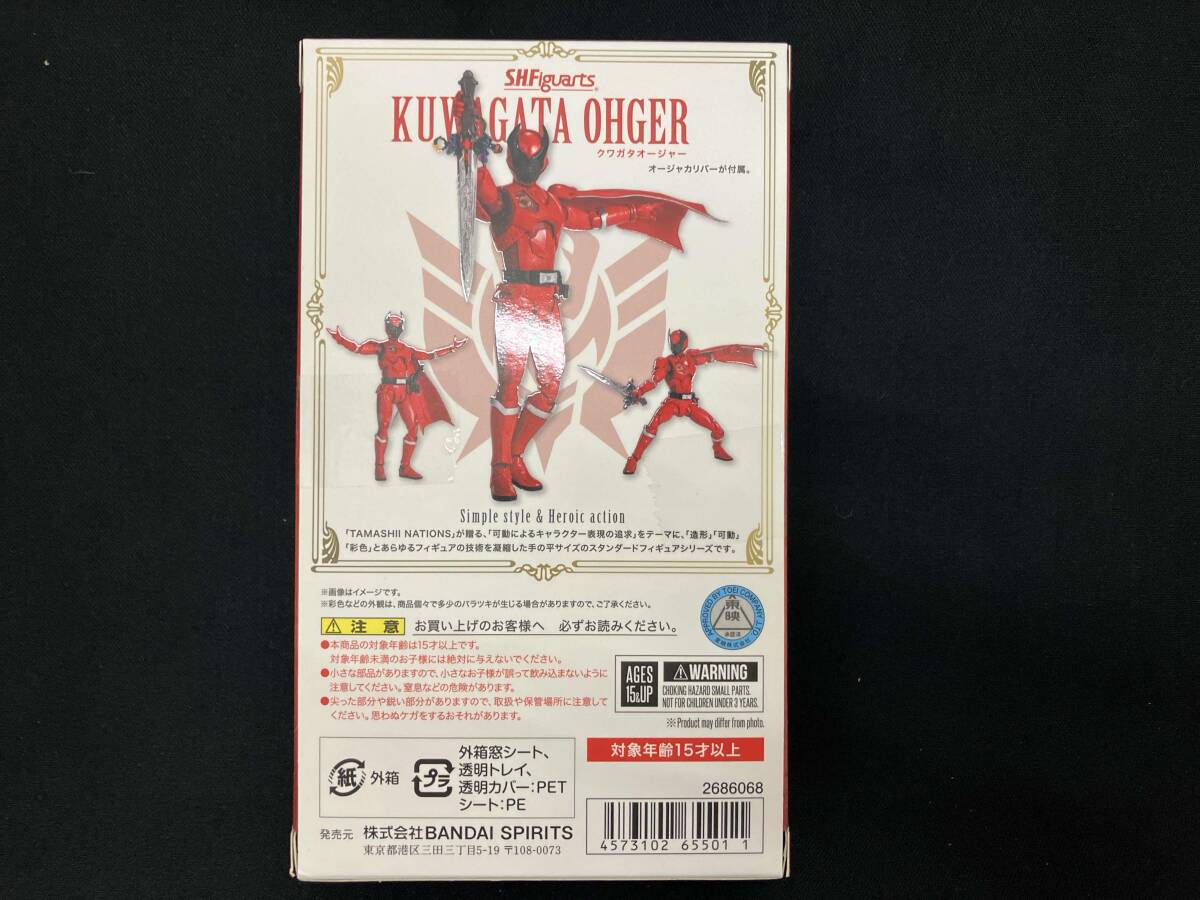 S.H.Figuarts
KUWAGATA OHGER
クワガタオージャー
オージャカリバーが付属。
Simple style & Heroic action
「TAMASHII NATIONS」が贈る、「可動によるキャラクター表現の追求」をテーマに、「造形」「可動」
「彩色」とあらゆるフィギュアの技術を凝縮した手の平サイズのスタンダードフィギュアシリーズです。
※画像はイメージです。
※彩色などの外観は、商品個々で多少のバラツキが生じる場合がありますので、ご了承ください。
注意 お買い上げのお客様へ 必ずお読みください。
●本商品の対象年齢は15才以上です。
対象年齢未満のお子様には絶対に与えないでください。
●小さな部品がありますので、小さなお子様が誤って飲み込まないように
注意してください。窒息などの危険があります。
●尖った部分や鋭い部分がありますので、取扱や保管場所に注意して
ください。思わぬケガをするおそれがあります。
APPROVED BY TOEI COMPANY, LTD.
東映
承認済
東映株式会社
AGES
15&UP
WARNING
CHOKING HAZARD SMALL PARTS.
NOT FOR CHILDREN UNDER 3 YEARS.
※Product may differ from photo.
紙 外箱
プラ
外箱窓シート、
透明トレイ、
透明カバー:PET
シート:PE
対象年齢15才以上
2686068
4573102 65501 1
発売元 株式会社BANDAI SPIRITS
東京都港区三田三丁目5-19 〒108-0073